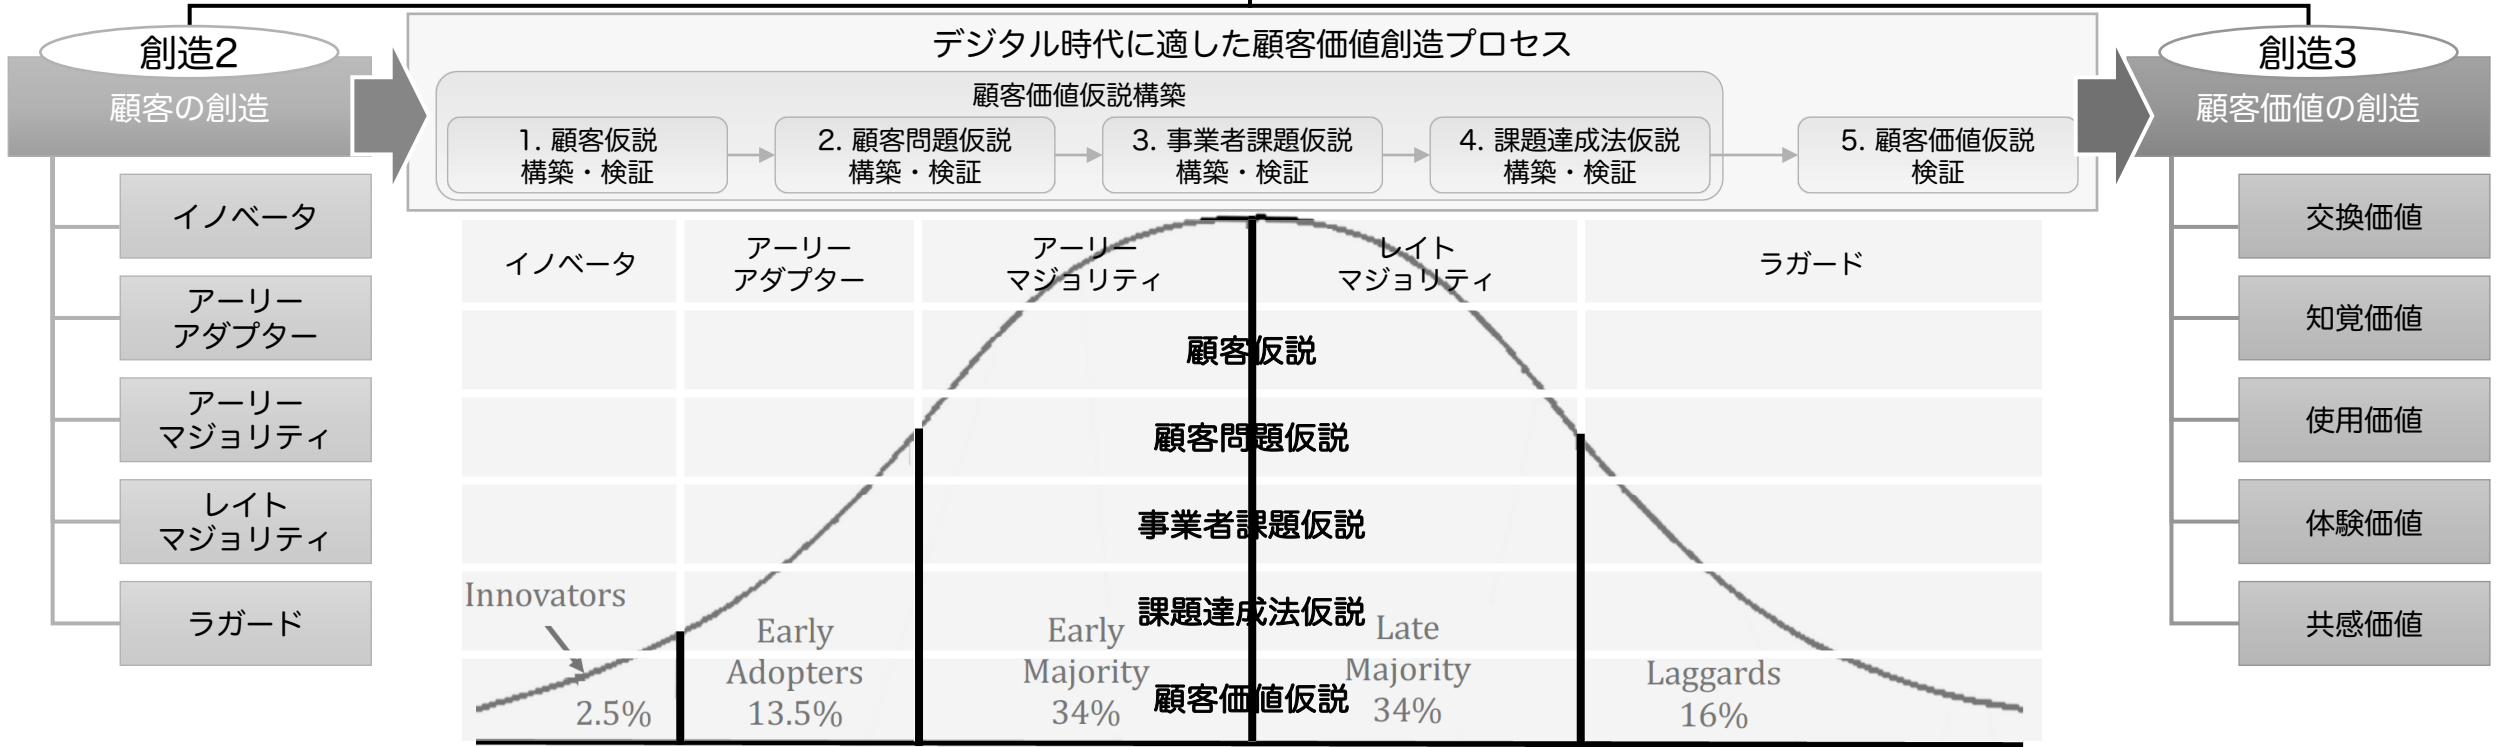 創造2
顧客の創造
イノベータ
アーリー
アダプター
アーリー
マジョリティ
レイト
マジョリティ
ラガード
デジタル時代に適した顧客価値創造プロセス
顧客価値仮説構築
1. 顧客仮説
構築・検証
2. 顧客問題仮説
構築・検証
3. 事業者課題仮説
構築・検証
4. 課題達成法仮説
構築・検証
5. 顧客価値仮説
検証
イノベータ
アーリー
アダプター
アーリー
マジョリティ
レイト
マジョリティ
ラガード
顧客仮説
顧客問題仮説
事業者課題仮説
課題達成法仮説
顧客価値仮説
Innovators
2.5%
Early
Adopters
13.5%
Early
Majority
34%
Late
Majority
34%
Laggards
16%
創造3
顧客価値の創造
交換価値
知覚価値
使用価値
体験価値
共感価値